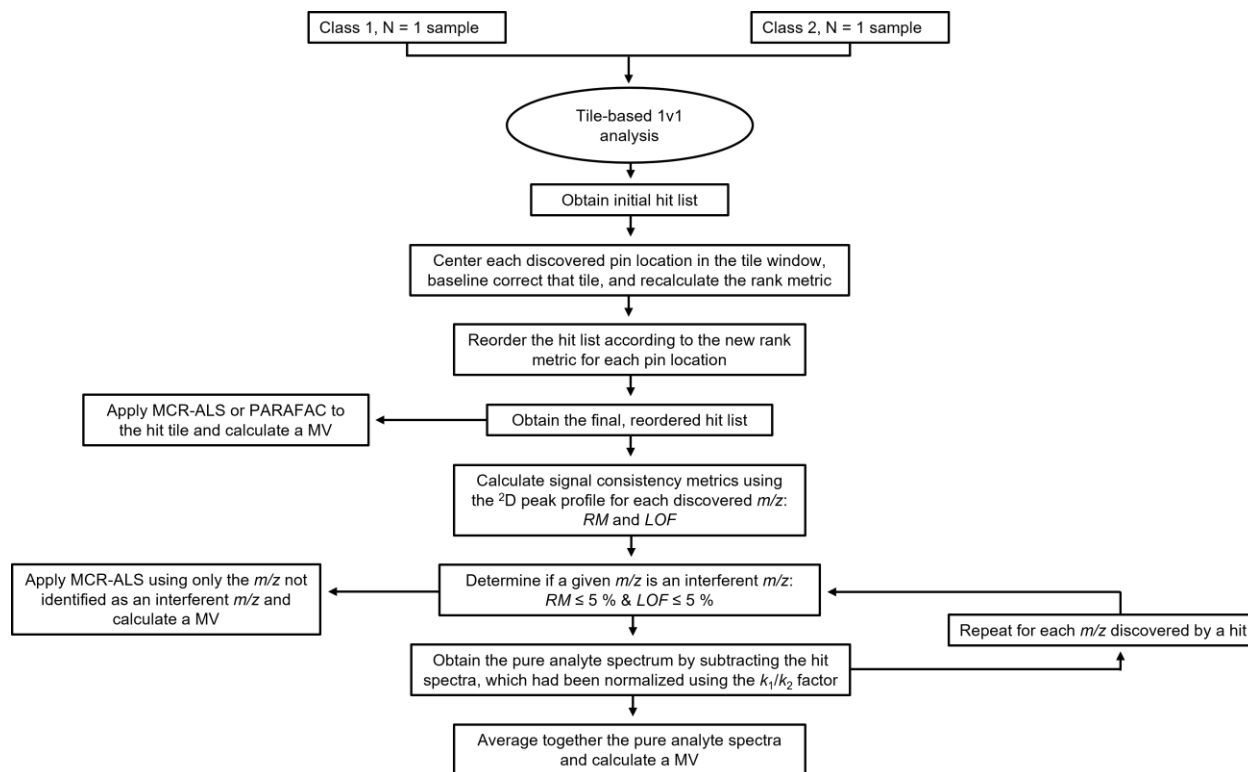 Class 1, N = 1 sample
Class 2, N = 1 sample
Tile-based 1v1
analysis
Obtain initial hit list
Center each discovered pin location in the tile window,
baseline correct that tile, and recalculate the rank metric
Reorder the hit list according to the new rank
metric for each pin location
Apply MCR-ALS or PARAFAC to
the hit tile and calculate a MV
Obtain the final, reordered hit list
Calculate signal consistency metrics using
the ²D peak profile for each discovered m/z:
RM and LOF
Apply MCR-ALS using only the m/z not
identified as an interferent m/z and
calculate a MV
Determine if a given m/z is an interferent m/z:
RM ≤ 5 % & LOF ≤ 5 %
Repeat for each m/z discovered by a hit
Obtain the pure analyte spectrum by subtracting the hit
spectra, which had been normalized using the k₁/k₂ factor
Average together the pure analyte spectra
and calculate a MV